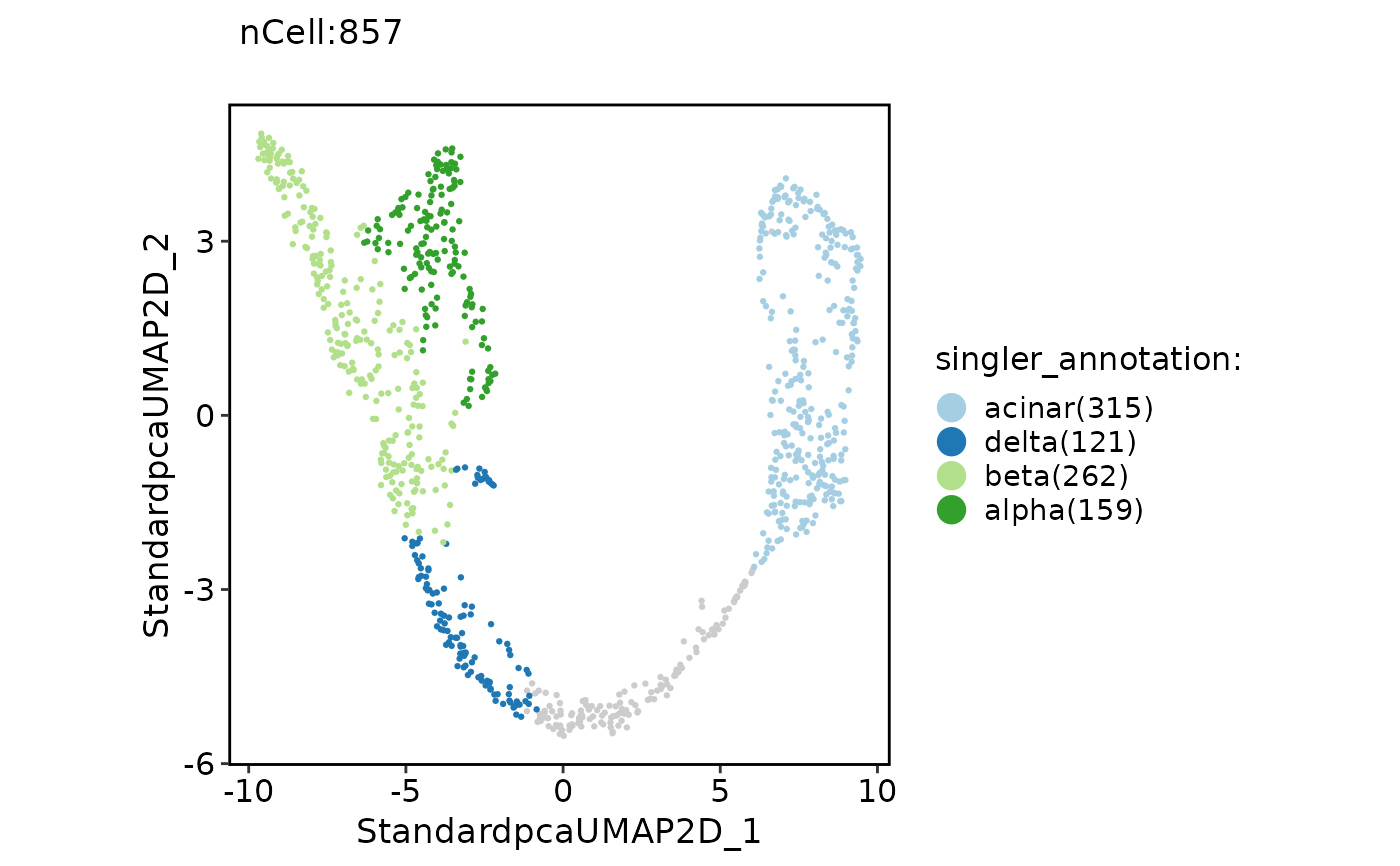 nCell:857
StandardpcaUMAP2D_2
3
0
-3
-6
-10 -5 0 5 10
StandardpcaUMAP2D_1
singler_annotation:
acinar(315)
delta(121)
beta(262)
alpha(159)